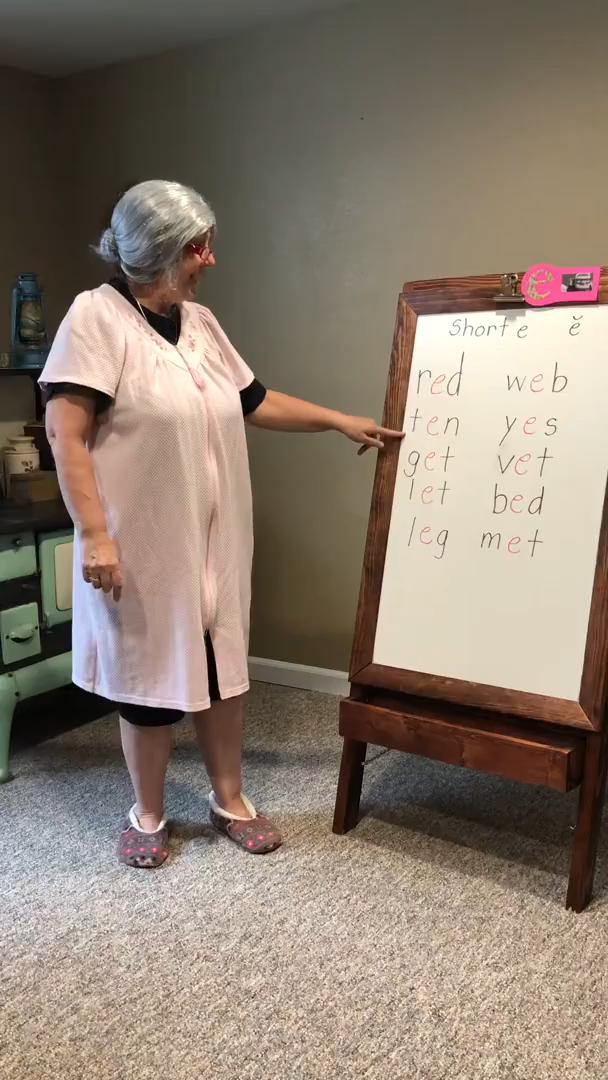 Short e ĕ
red web
ten yes
get vet
let bed
leg met